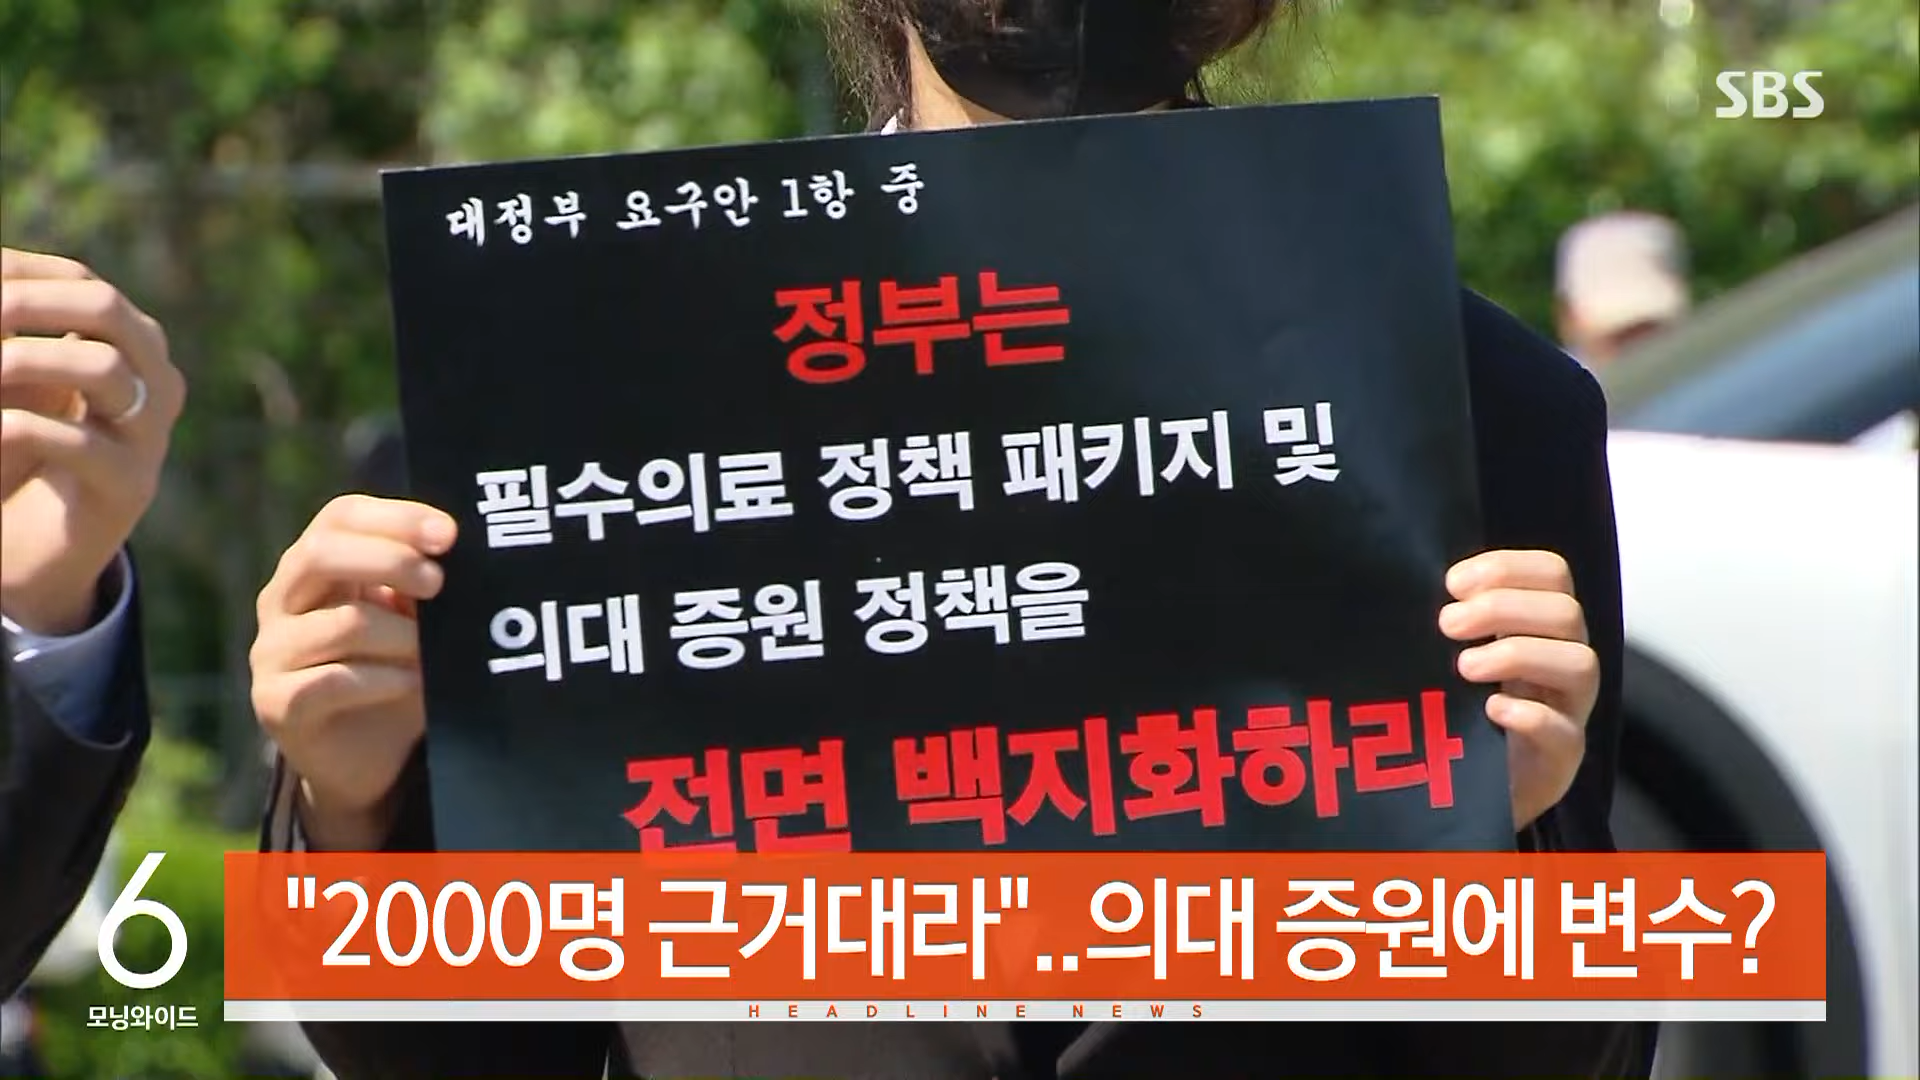 SBS
대정부 요구안 1항 중
정부는
필수의료 정책 패키지 및
의대 증원 정책을
전면 백지화하라
6
모닝와이드
"2000명 근거대라"..의대 증원에 변수?
HEADLINE NEWS